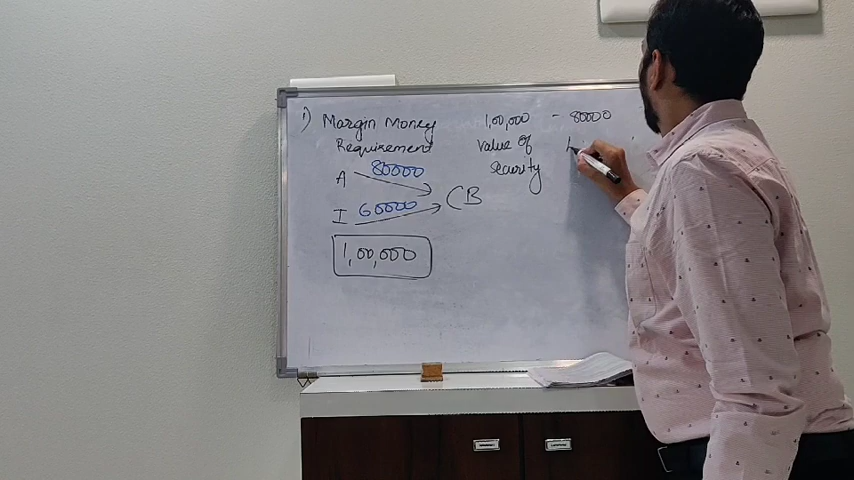 1) Margin Money
Requirement
A 80000
I 60000
CB
1,00,000
1,00,000 - 80000
value of
security